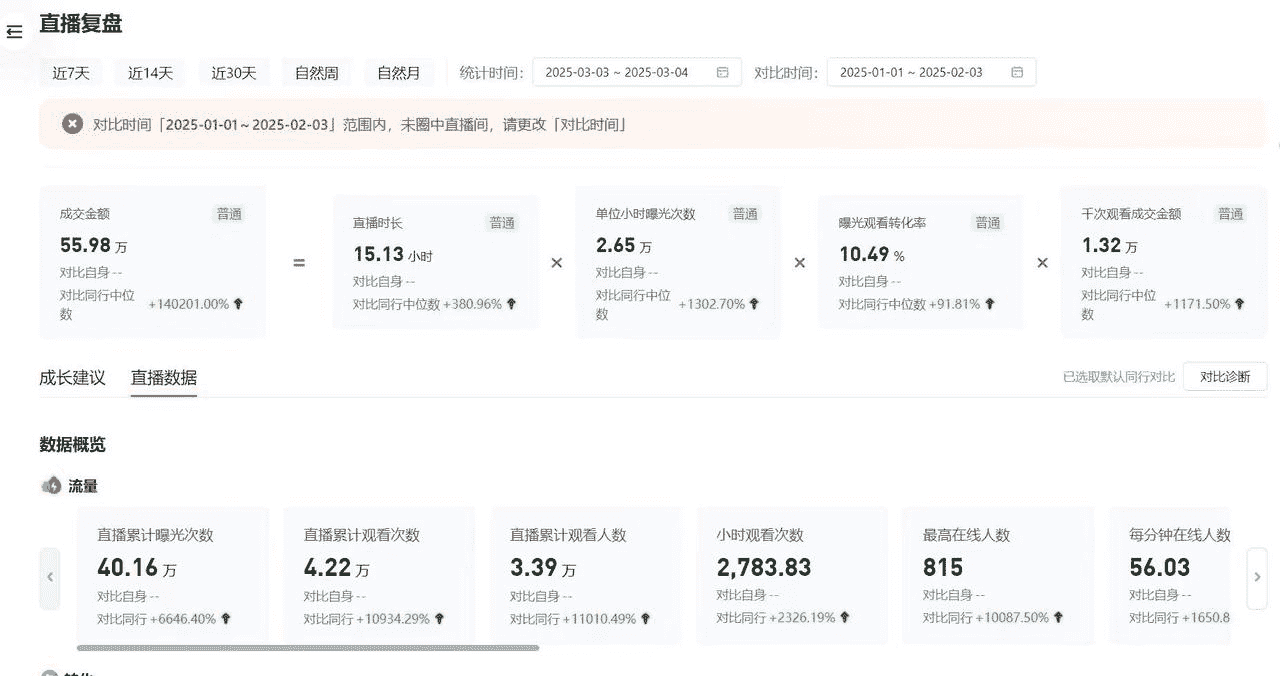 直播复盘
近7天 近14天 近30天 自然周 自然月 统计时间： 2025-03-03 ~ 2025-03-04 对比时间： 2025-01-01 ~ 2025-02-03
对比时间「2025-01-01 ~ 2025-02-03」范围内，未圈中直播间，请更改「对比时间」
成交金额 普通
55.98 万
对比自身 --
对比同行中位数 +140201.00%
=
直播时长 普通
15.13 小时
对比自身 --
对比同行中位数 +380.96%
×
单位小时曝光次数 普通
2.65 万
对比自身 --
对比同行中位数 +1302.70%
×
曝光观看转化率 普通
10.49 %
对比自身 --
对比同行中位数 +91.81%
×
千次观看成交金额 普通
1.32 万
对比自身 --
对比同行中位数 +1171.50%
成长建议 直播数据 已选取默认同行对比 对比诊断
数据概览
流量
直播累计曝光次数
40.16 万
对比自身 --
对比同行 +6646.40%
直播累计观看次数
4.22 万
对比自身 --
对比同行 +10934.29%
直播累计观看人数
3.39 万
对比自身 --
对比同行 +11010.49%
小时观看次数
2,783.83
对比自身 --
对比同行 +2326.19%
最高在线人数
815
对比自身 --
对比同行 +10087.50%
每分钟在线人数
56.03
对比自身 --
对比同行 +1650.8